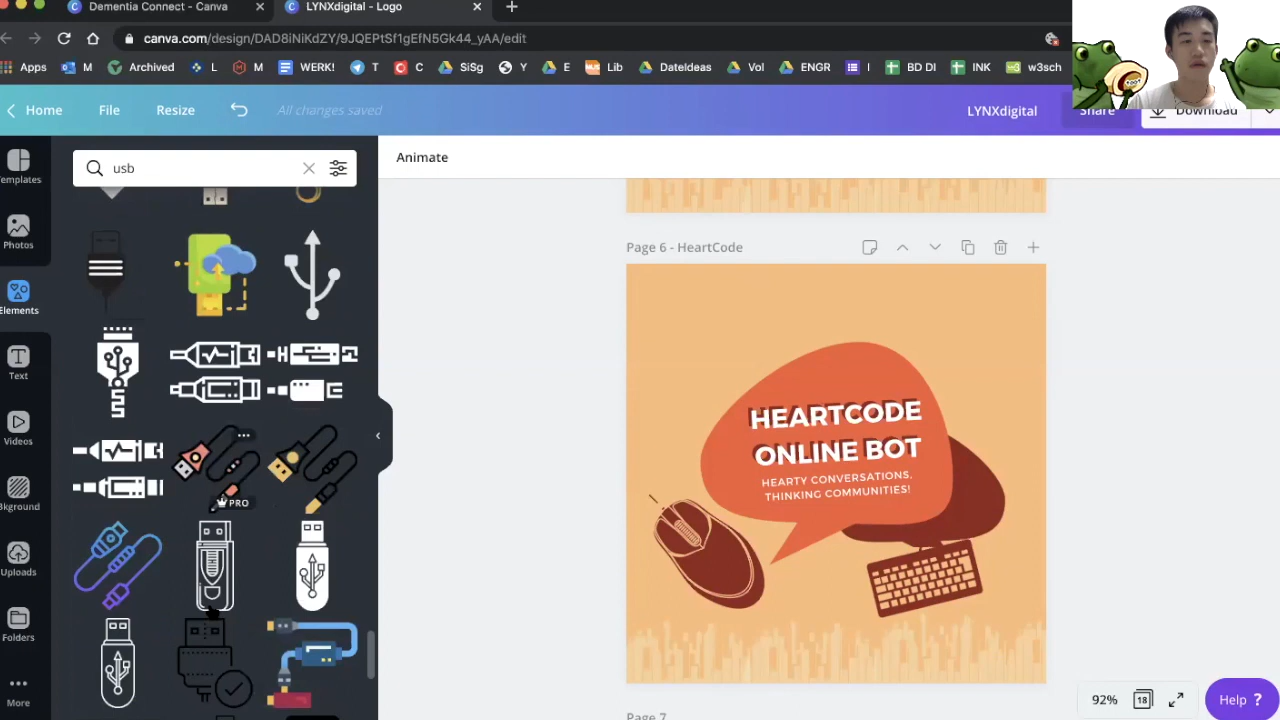 Dementia Connect - Canva
LYNXdigital - Logo
canva.com/design/DAD8iNiKdZY/9JQEPtSf1gEfN5Gk44_yAA/edit
Apps
M
Archived
L
M
WERK!
T
C
SSg
Y
E
Lib
DateIdeas
Vol
ENGR
I
BD DI
INK
w3sch
Home
File
Resize
All changes saved
LYNXdigital
Share
Download
usb
Animate
Templates
Photos
Elements
Text
Videos
Bkground
Uploads
Folders
More
PRO
Page 6 - HeartCode
HEARTCODE
ONLINE BOT
HEARTY CONVERSATIONS,
THINKING COMMUNITIES!
Page 7
92%
18
Help ?